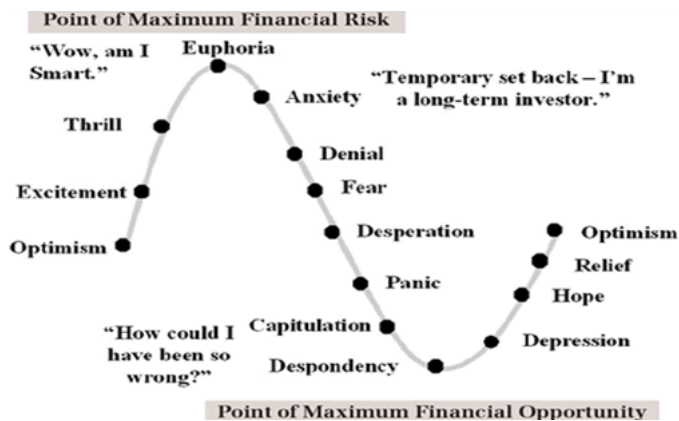 Point of Maximum Financial Risk
“Wow, am I
Smart.”
Euphoria
“Temporary set back – I’m
a long-term investor.”
Anxiety
Thrill
Denial
Excitement
Fear
Desperation
Optimism
Optimism
Relief
Panic
Hope
“How could I
have been so
wrong?”
Capitulation
Depression
Despondency
Point of Maximum Financial Opportunity